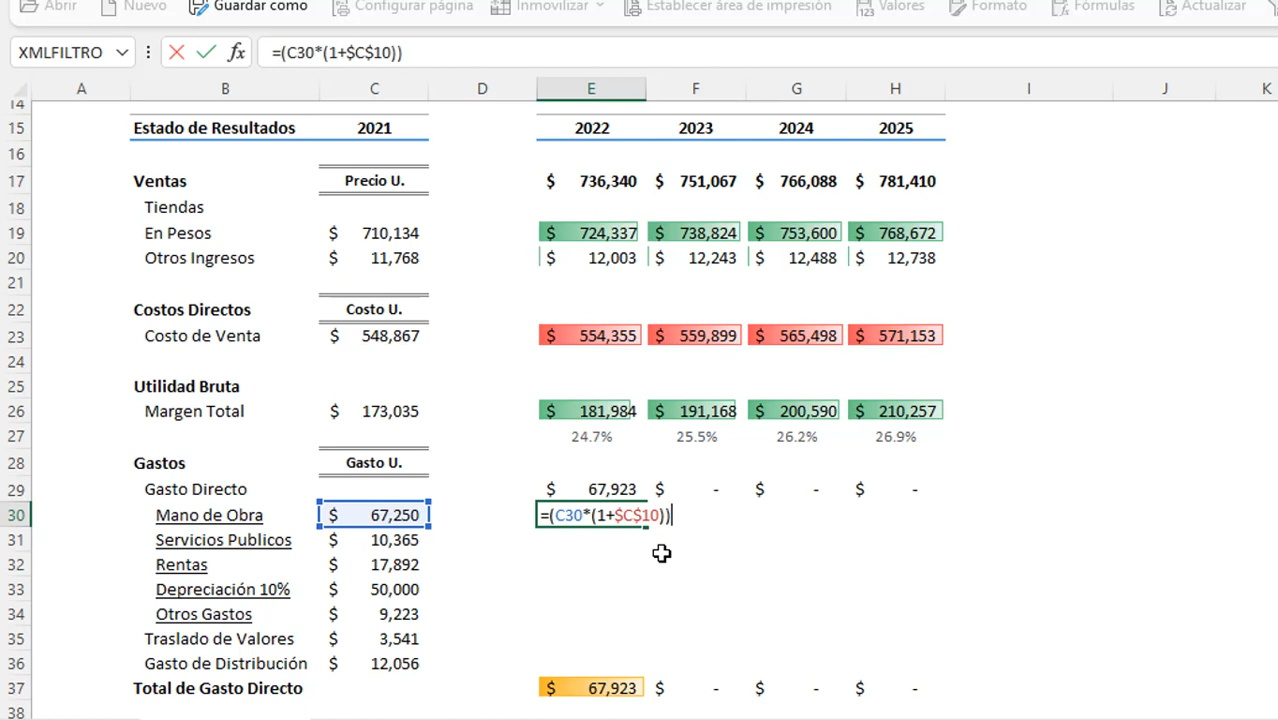 Abrir Nuevo Guardar como Configurar página Inmovilizar Establecer área de impresión Valores Formato Fórmulas Actualizar
XMLFILTRO fx =(C30*(1+$C$10))
A B C D E F G H I J K
14
15 Estado de Resultados 2021 2022 2023 2024 2025
16
17 Ventas Precio U. $ 736,340 $ 751,067 $ 766,088 $ 781,410
18 Tiendas
19 En Pesos $ 710,134 $ 724,337 $ 738,824 $ 753,600 $ 768,672
20 Otros Ingresos $ 11,768 $ 12,003 $ 12,243 $ 12,488 $ 12,738
21
22 Costos Directos Costo U.
23 Costo de Venta $ 548,867 $ 554,355 $ 559,899 $ 565,498 $ 571,153
24
25 Utilidad Bruta
26 Margen Total $ 173,035 $ 181,984 $ 191,168 $ 200,590 $ 210,257
27 24.7% 25.5% 26.2% 26.9%
28 Gastos Gasto U.
29 Gasto Directo $ 67,923 $ - $ - $ -
30 Mano de Obra $ 67,250 =(C30*(1+$C$10))
31 Servicios Publicos $ 10,365
32 Rentas $ 17,892
33 Depreciación 10% $ 50,000
34 Otros Gastos $ 9,223
35 Traslado de Valores $ 3,541
36 Gasto de Distribución $ 12,056
37 Total de Gasto Directo $ 67,923 $ - $ - $ -
38